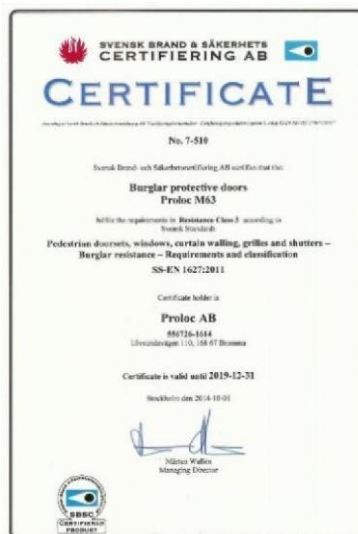 SVENSK BRAND & SÄKERHETS
CERTIFIERING AB
CERTIFICATE
No. 7-510
Svensk Brand- och Säkerhetscertifiering AB certifies that the:
Burglar protective doors
Proloc M63
fulfils the requirements in Resistance Class 3 according to
Svensk Standard:
Pedestrian doorsets, windows, curtain walling, grilles and shutters –
Burglar resistance – Requirements and classification
SS-EN 1627:2011
Certificate holder is
Proloc AB
556726-1614
Ulvsundavägen 110, 168 67 Bromma
Certificate is valid until 2019-12-31
Stockholm den 2014-10-01
Mårten Wallén
Managing Director
SBSC
CERTIFIERAD
PRODUKT